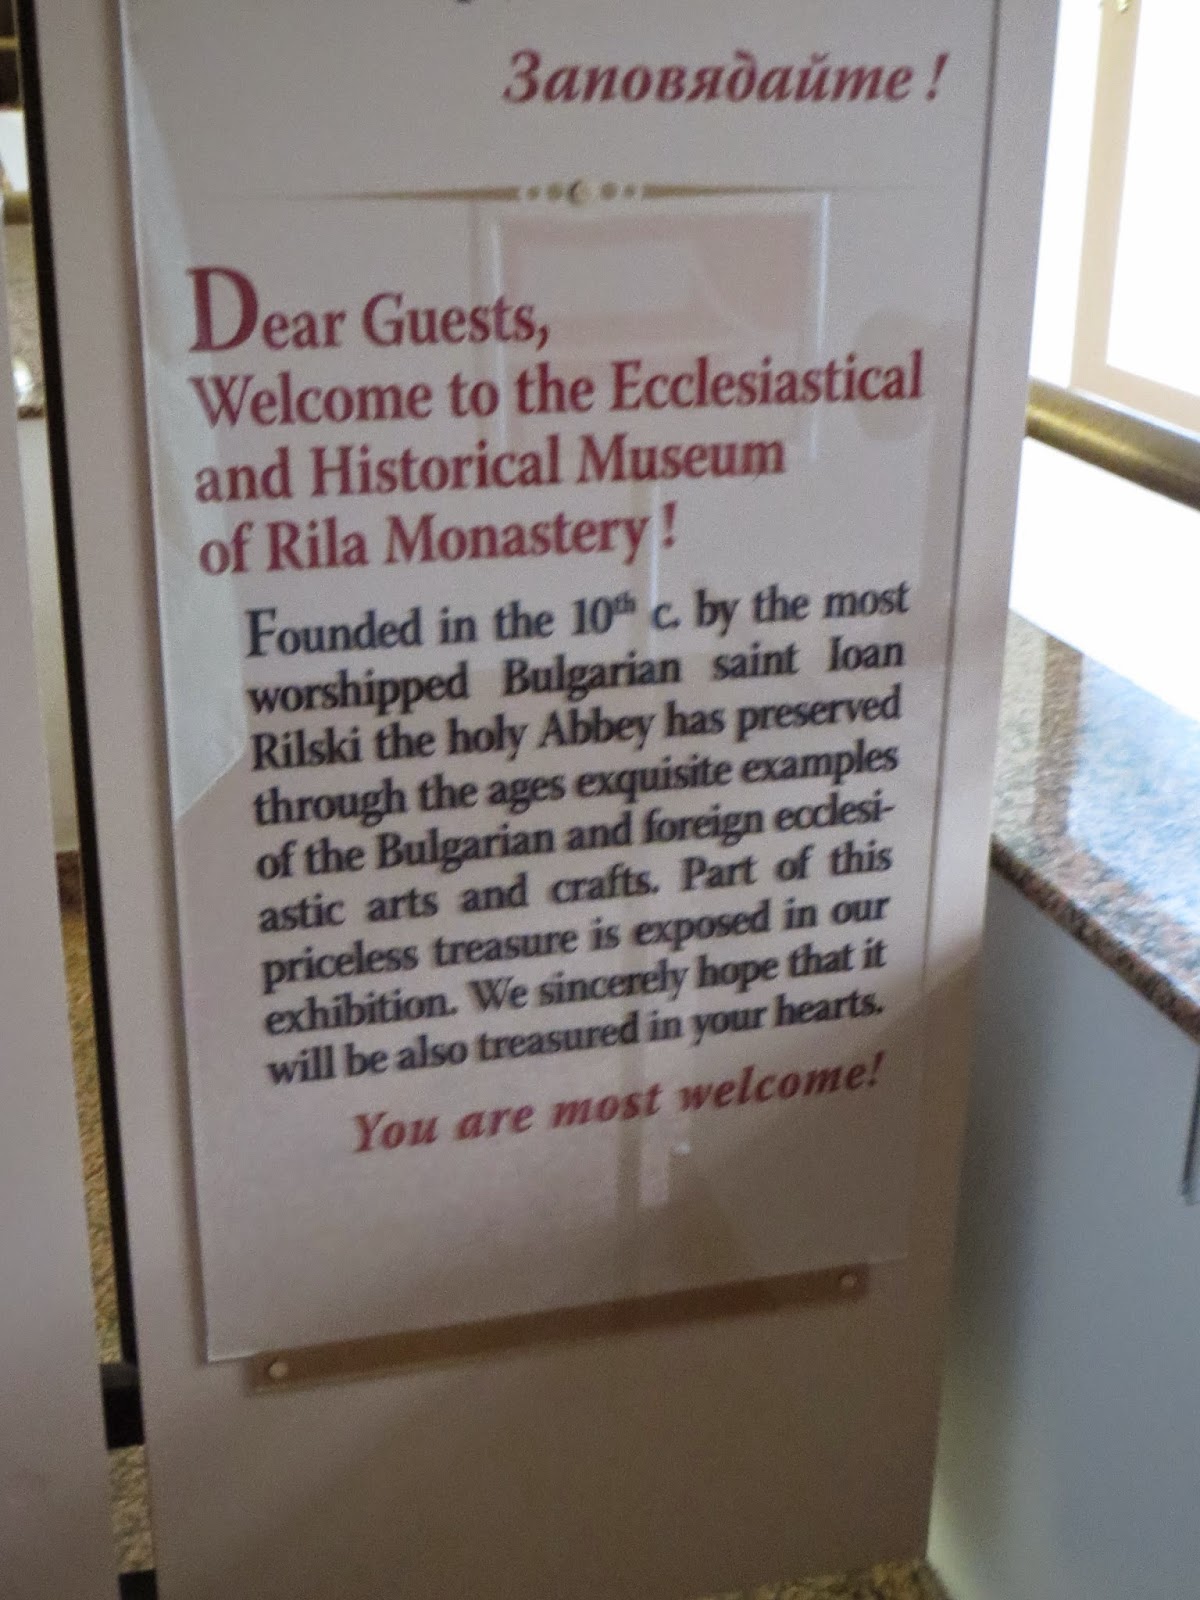 Заповядайте !
Dear Guests,
Welcome to the Ecclesiastical
and Historical Museum
of Rila Monastery !
Founded in the 10th c. by the most
worshipped Bulgarian saint Ioan
Rilski the holy Abbey has preserved
through the ages exquisite examples
of the Bulgarian and foreign ecclesi-
astic arts and crafts. Part of this
priceless treasure is exposed in our
exhibition. We sincerely hope that it
will be also treasured in your hearts.
You are most welcome!